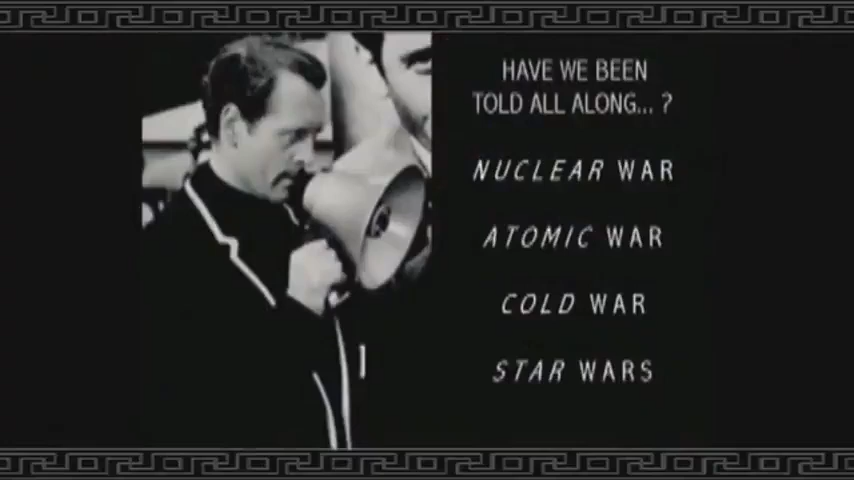 HAVE WE BEEN
TOLD ALL ALONG... ?
NUCLEAR WAR
ATOMIC WAR
COLD WAR
STAR WARS